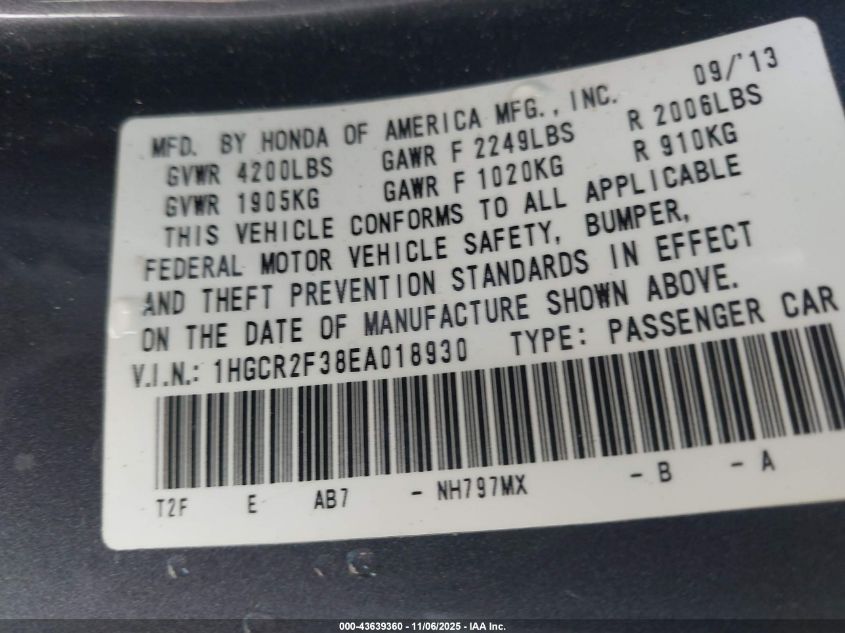 09/'13
MFD. BY HONDA OF AMERICA MFG., INC.
GVWR 4200LBS GAWR F 2249LBS R 2006LBS
GVWR 1905KG GAWR F 1020KG R 910KG
THIS VEHICLE CONFORMS TO ALL APPLICABLE
FEDERAL MOTOR VEHICLE SAFETY, BUMPER,
AND THEFT PREVENTION STANDARDS IN EFFECT
ON THE DATE OF MANUFACTURE SHOWN ABOVE.
V.I.N.: 1HGCR2F38EA018930 TYPE: PASSENGER CAR
T2F E AB7 - NH797MX - B - A
000-43639360 - 11/06/2025 - IAA Inc.